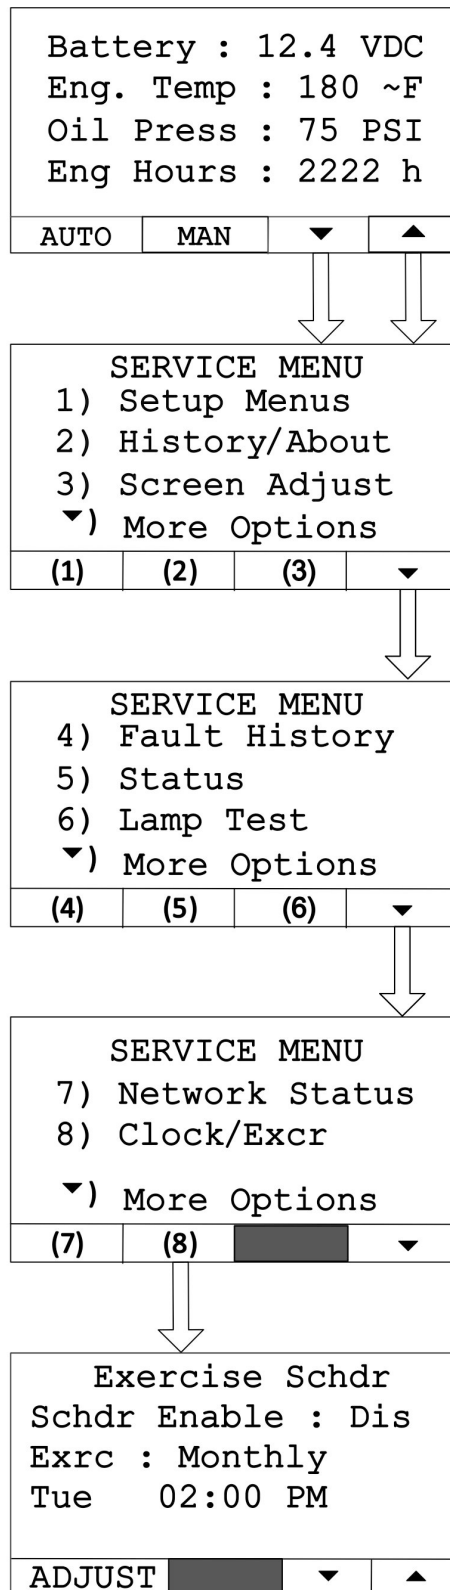 Battery : 12.4 VDC
Eng. Temp : 180 ~F
Oil Press : 75 PSI
Eng Hours : 2222 h
AUTO MAN ▼ ▲
SERVICE MENU
1) Setup Menus
2) History/About
3) Screen Adjust
▼) More Options
(1) (2) (3) ▼
SERVICE MENU
4) Fault History
5) Status
6) Lamp Test
▼) More Options
(4) (5) (6) ▼
SERVICE MENU
7) Network Status
8) Clock/Excr
▼) More Options
(7) (8) ▼
Exercise Schdr
Schdr Enable : Dis
Exrc : Monthly
Tue 02:00 PM
ADJUST ▼ ▲